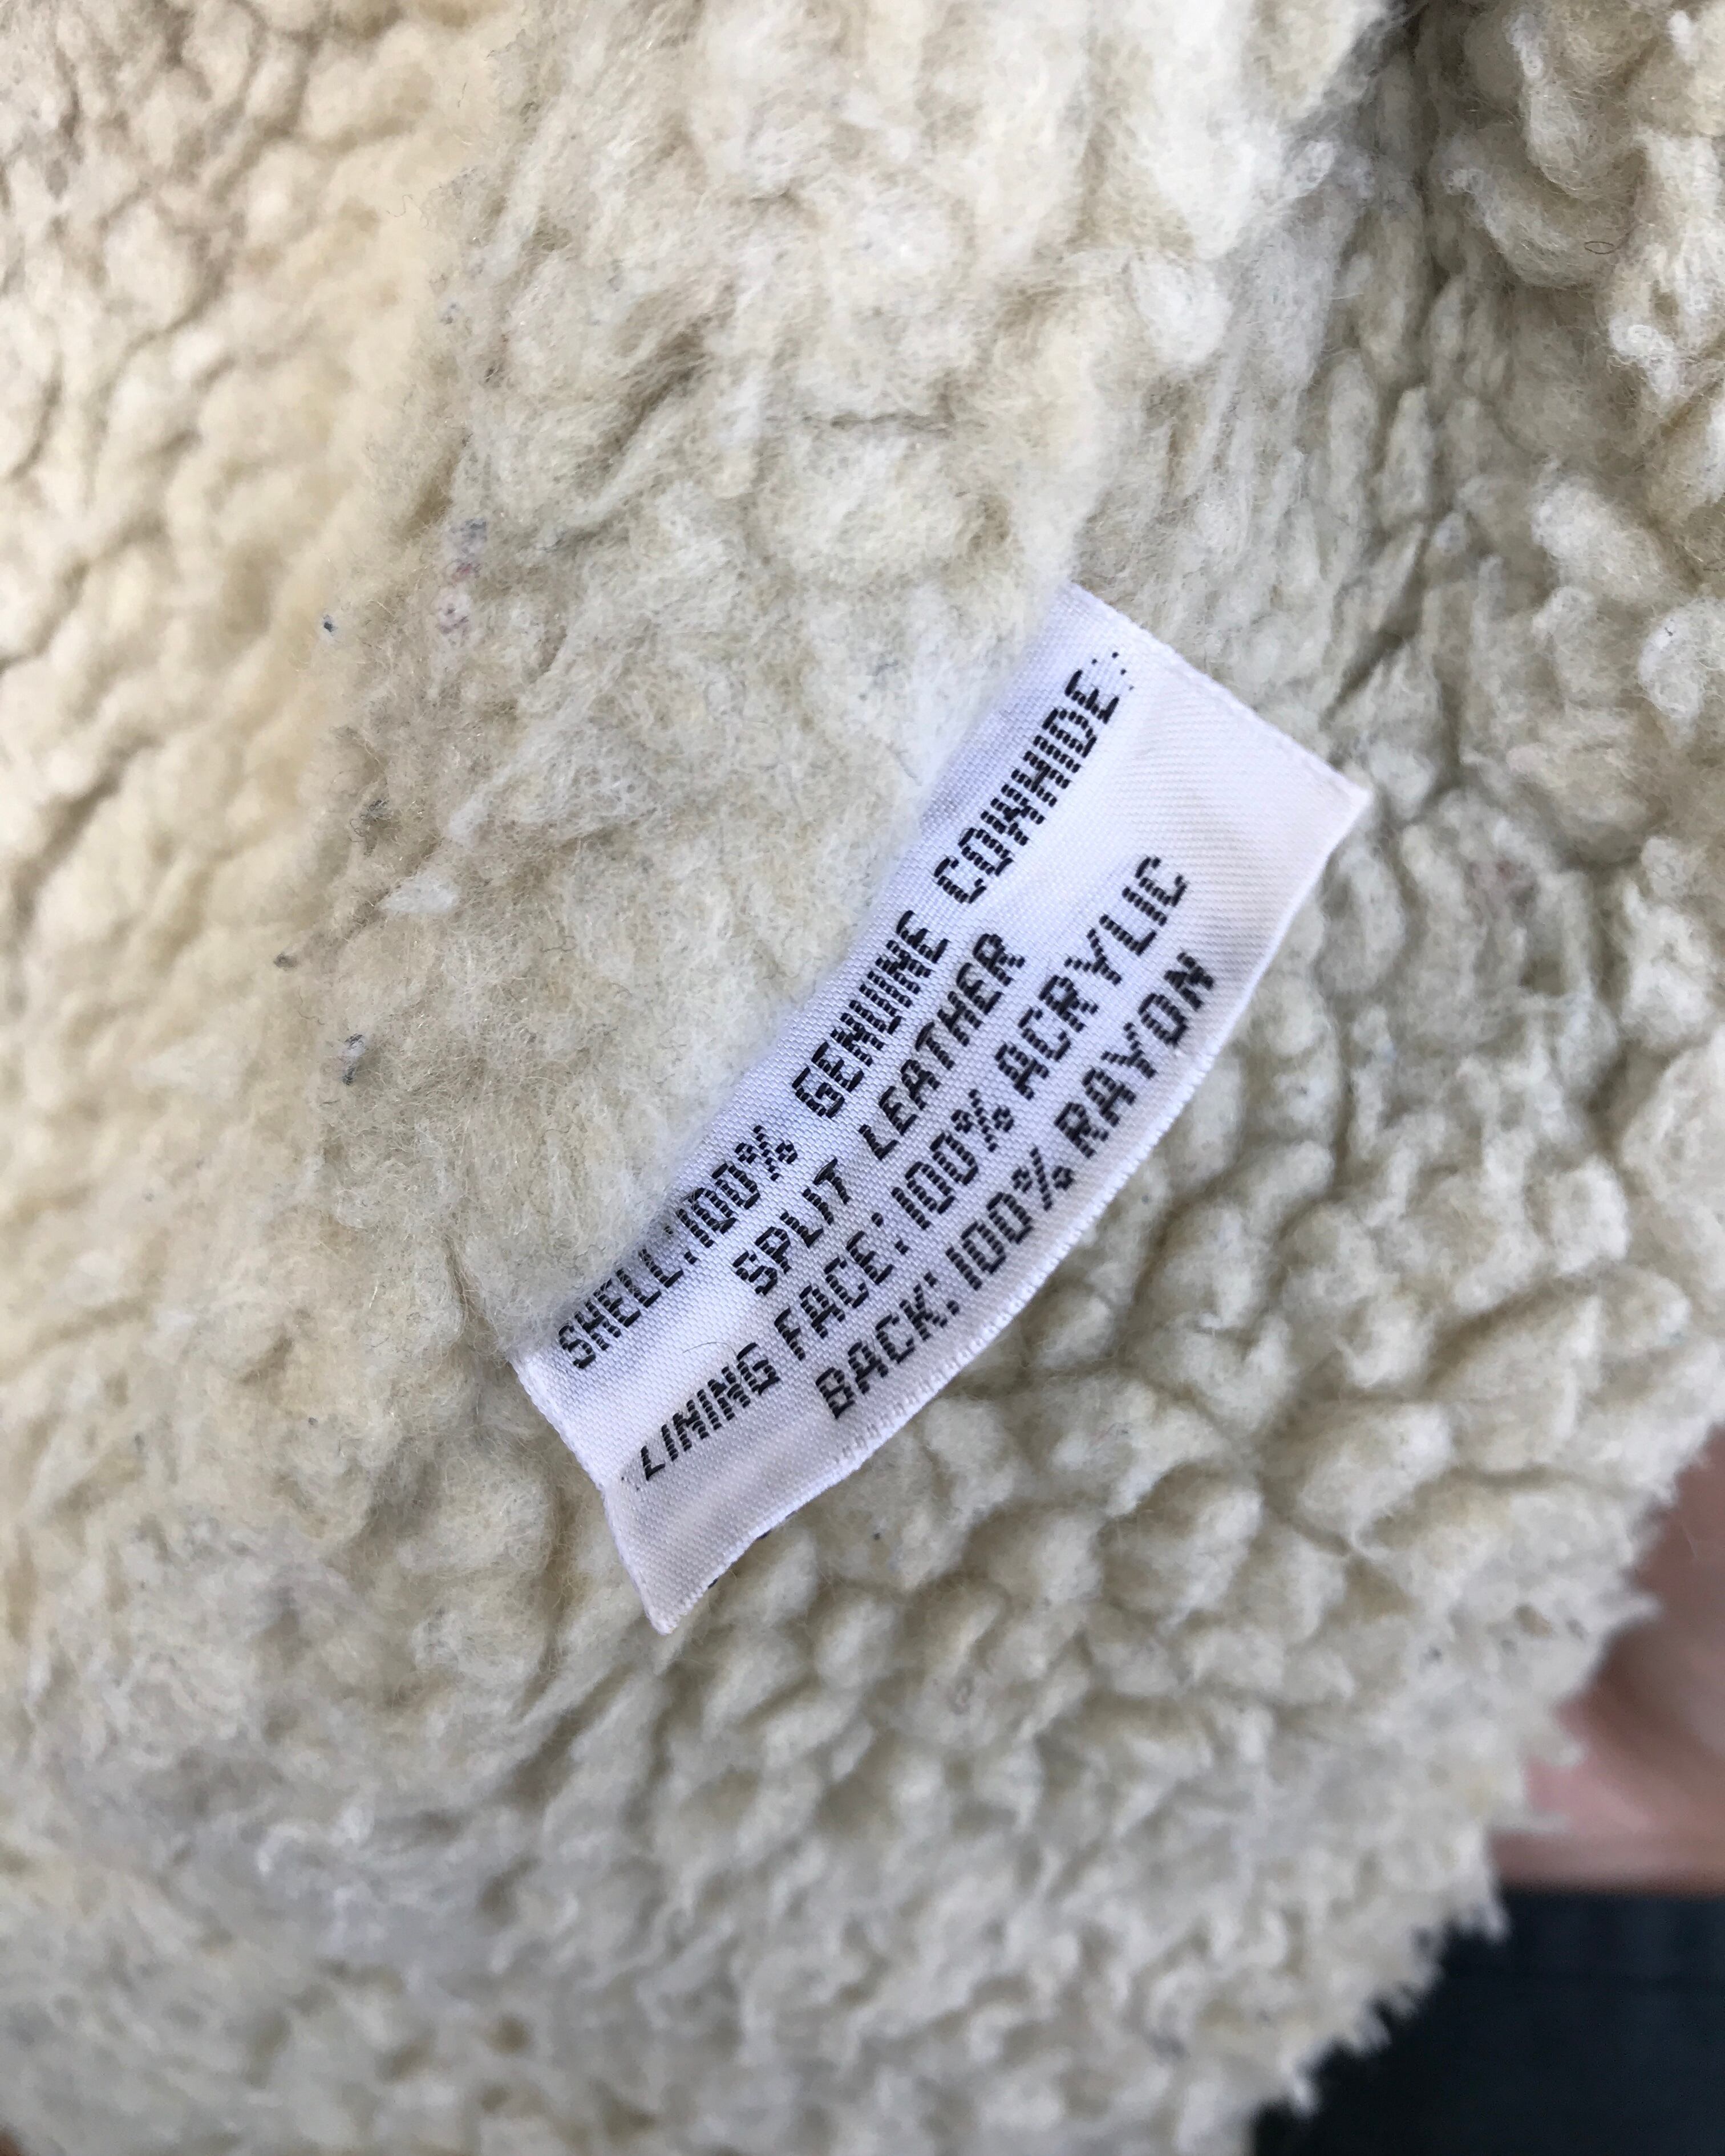 SHELL:100% GENUINE COWHIDE
SPLIT LEATHER
LINING FACE: 100% ACRYLIC
BACK: 100% RAYON